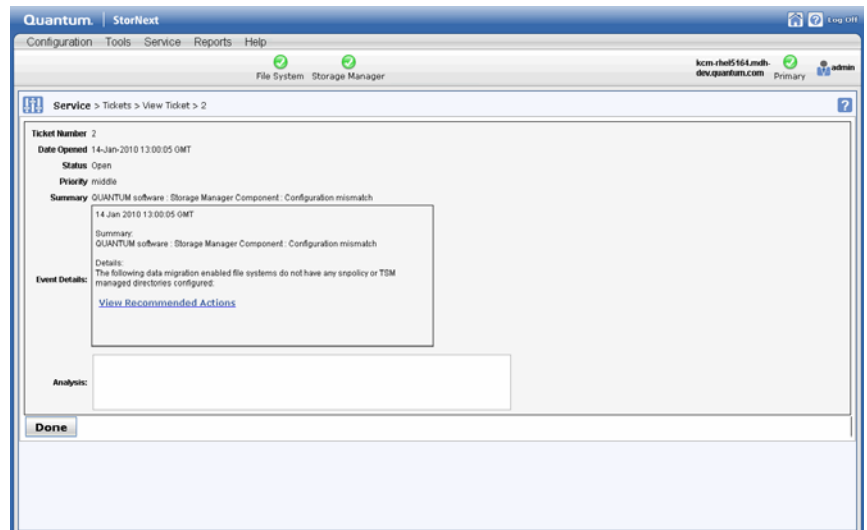 Quantum. StorNext
? Log Off
Configuration Tools Service Reports Help
File System Storage Manager
kcm-rhel5164.mdh-
dev.quantum.com Primary admin
Service > Tickets > View Ticket > 2 ?
Ticket Number 2
Date Opened 14-Jan-2010 13:00:05 GMT
Status Open
Priority middle
Summary QUANTUM software : Storage Manager Component : Configuration mismatch
14 Jan 2010 13:00:05 GMT
Summary:
QUANTUM software : Storage Manager Component : Configuration mismatch
Details:
The following data migration enabled file systems do not have any snpolicy or TSM
managed directories configured:
Event Details:
View Recommended Actions
Analysis:
Done